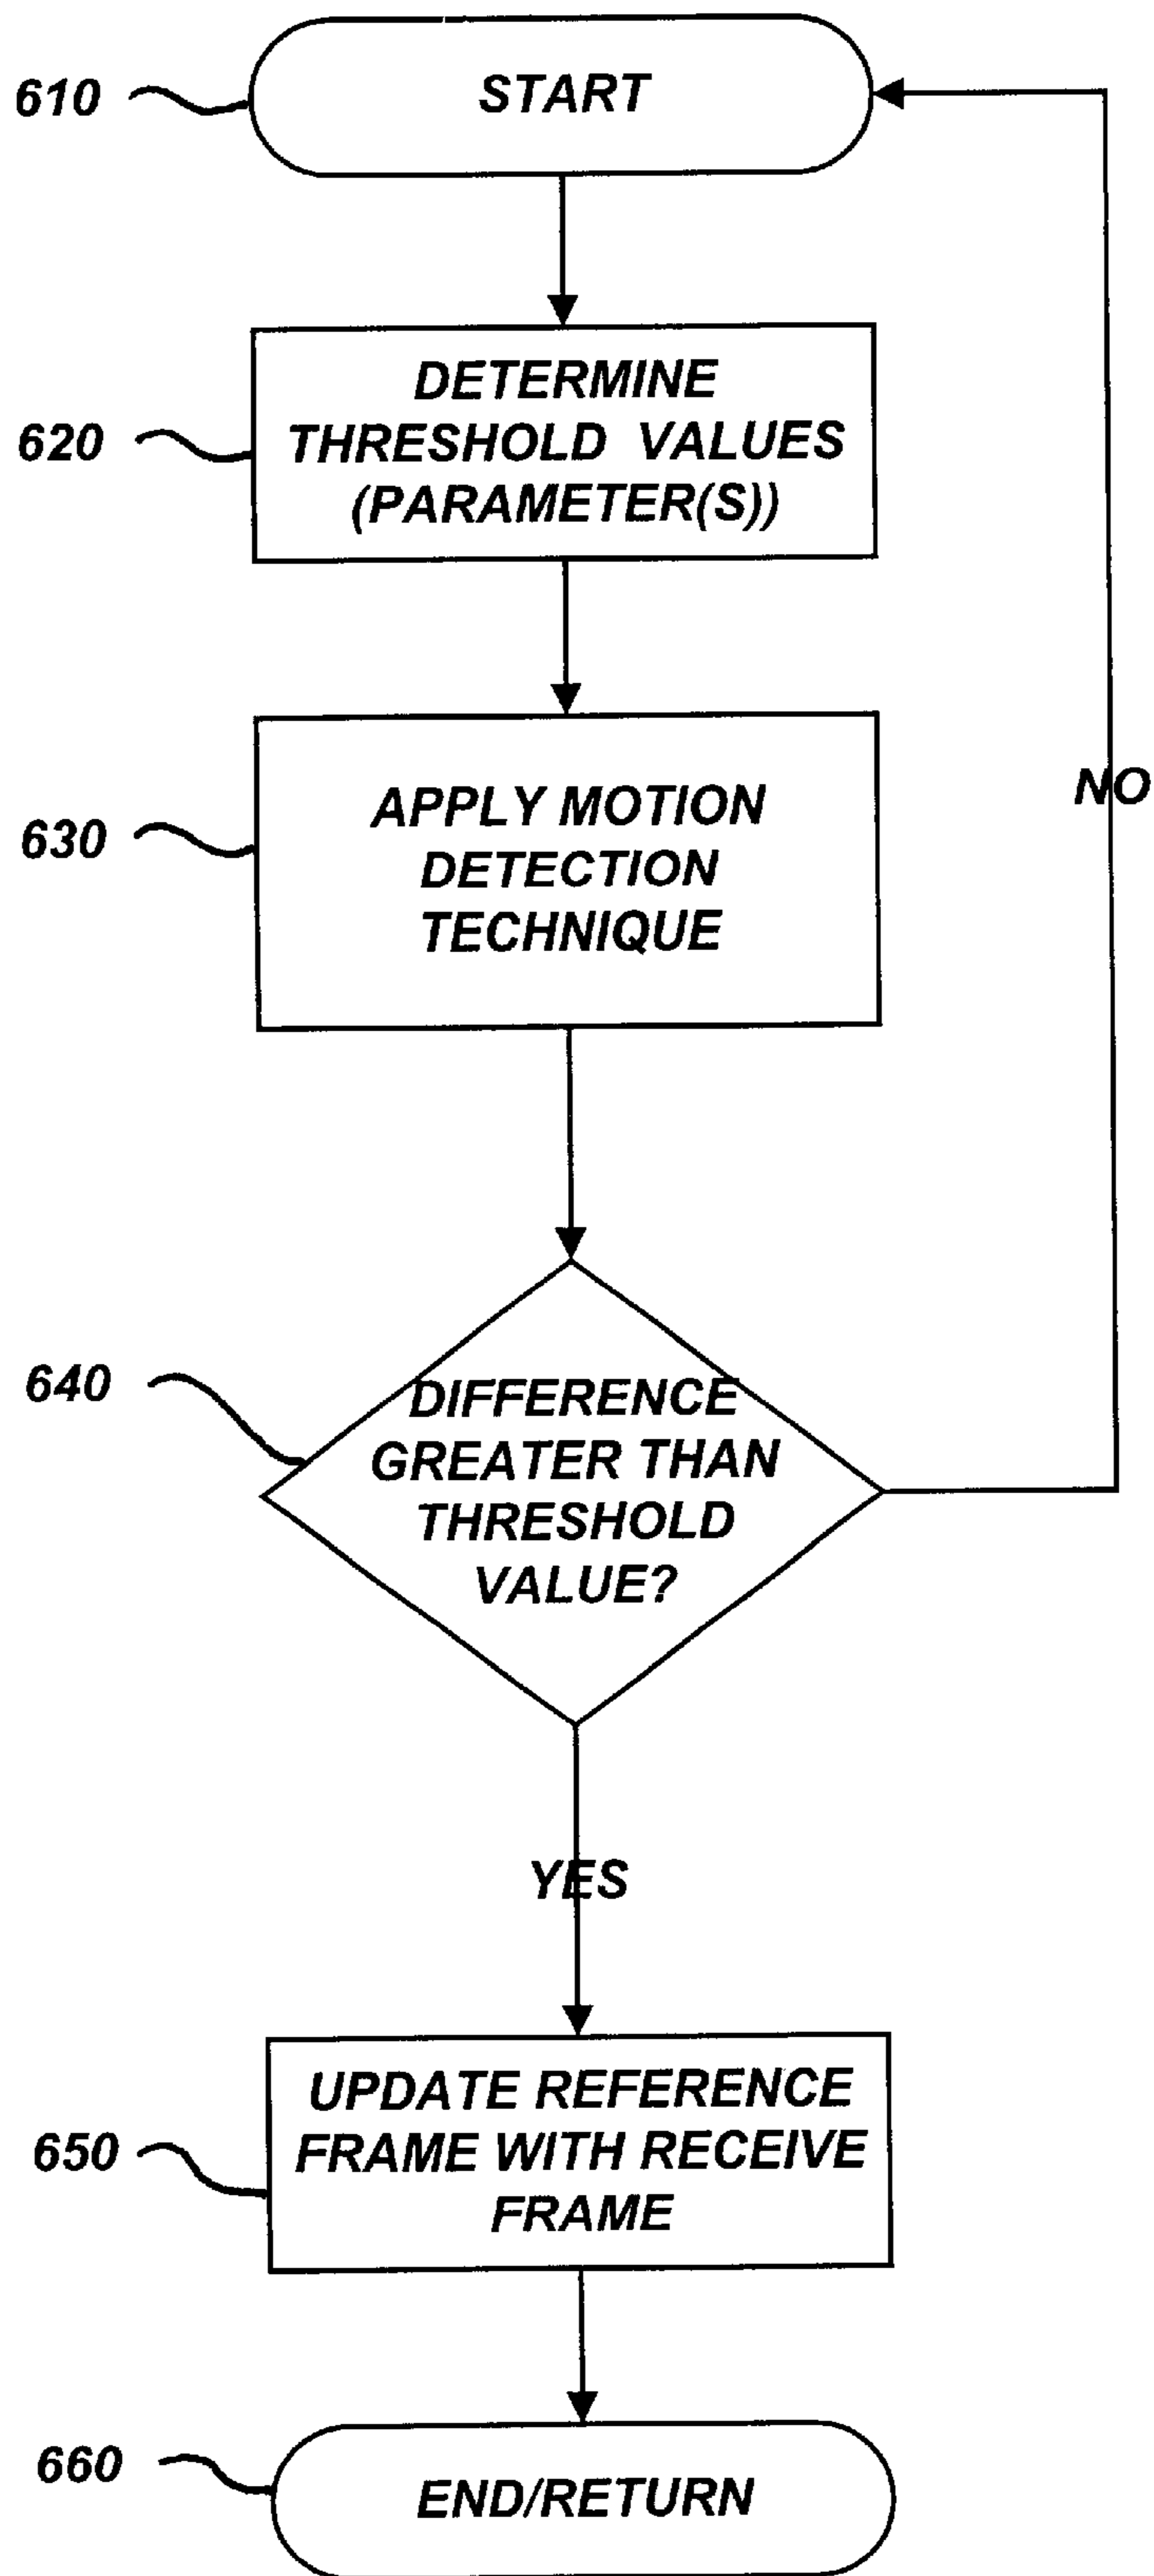 610
START
620
DETERMINE
THRESHOLD VALUES
(PARAMETER(S))
630
APPLY MOTION
DETECTION
TECHNIQUE
NO
640
DIFFERENCE
GREATER THAN
THRESHOLD
VALUE?
YES
650
UPDATE REFERENCE
FRAME WITH RECEIVE
FRAME
660
END/RETURN